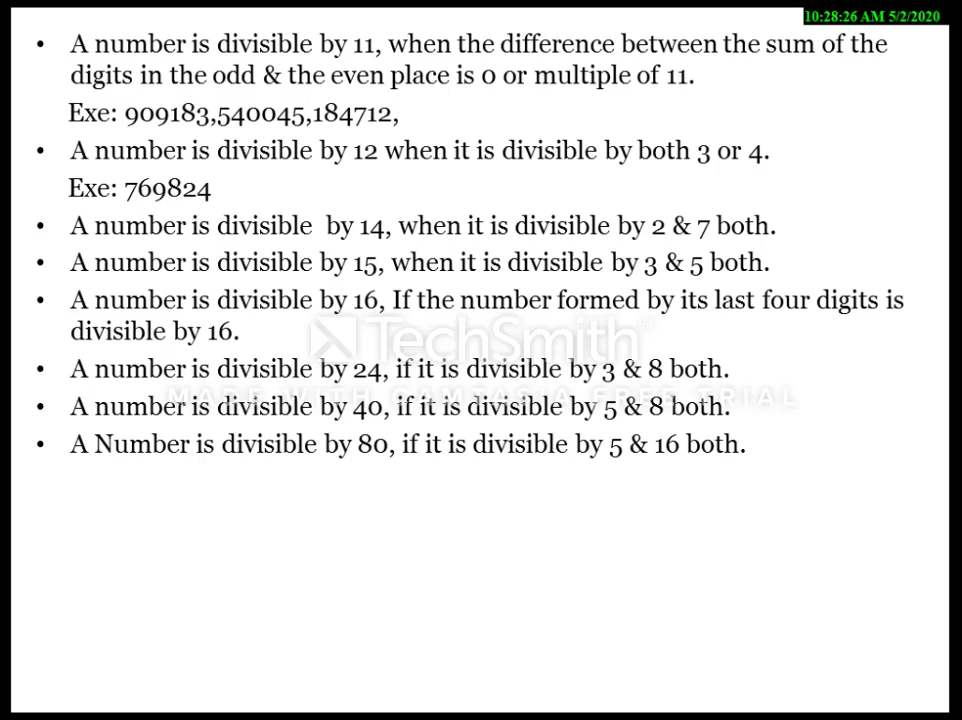 10:28:26 AM 5/2/2020
• A number is divisible by 11, when the difference between the sum of the
digits in the odd & the even place is 0 or multiple of 11.
Exe: 909183,540045,184712,
• A number is divisible by 12 when it is divisible by both 3 or 4.
Exe: 769824
• A number is divisible  by 14, when it is divisible by 2 & 7 both.
• A number is divisible by 15, when it is divisible by 3 & 5 both.
• A number is divisible by 16, If the number formed by its last four digits is
divisible by 16.
TechSmith
• A number is divisible by 24, if it is divisible by 3 & 8 both.
MADE WITH CAMTASIA FREE TRIAL
• A number is divisible by 40, if it is divisible by 5 & 8 both.
• A Number is divisible by 80, if it is divisible by 5 & 16 both.